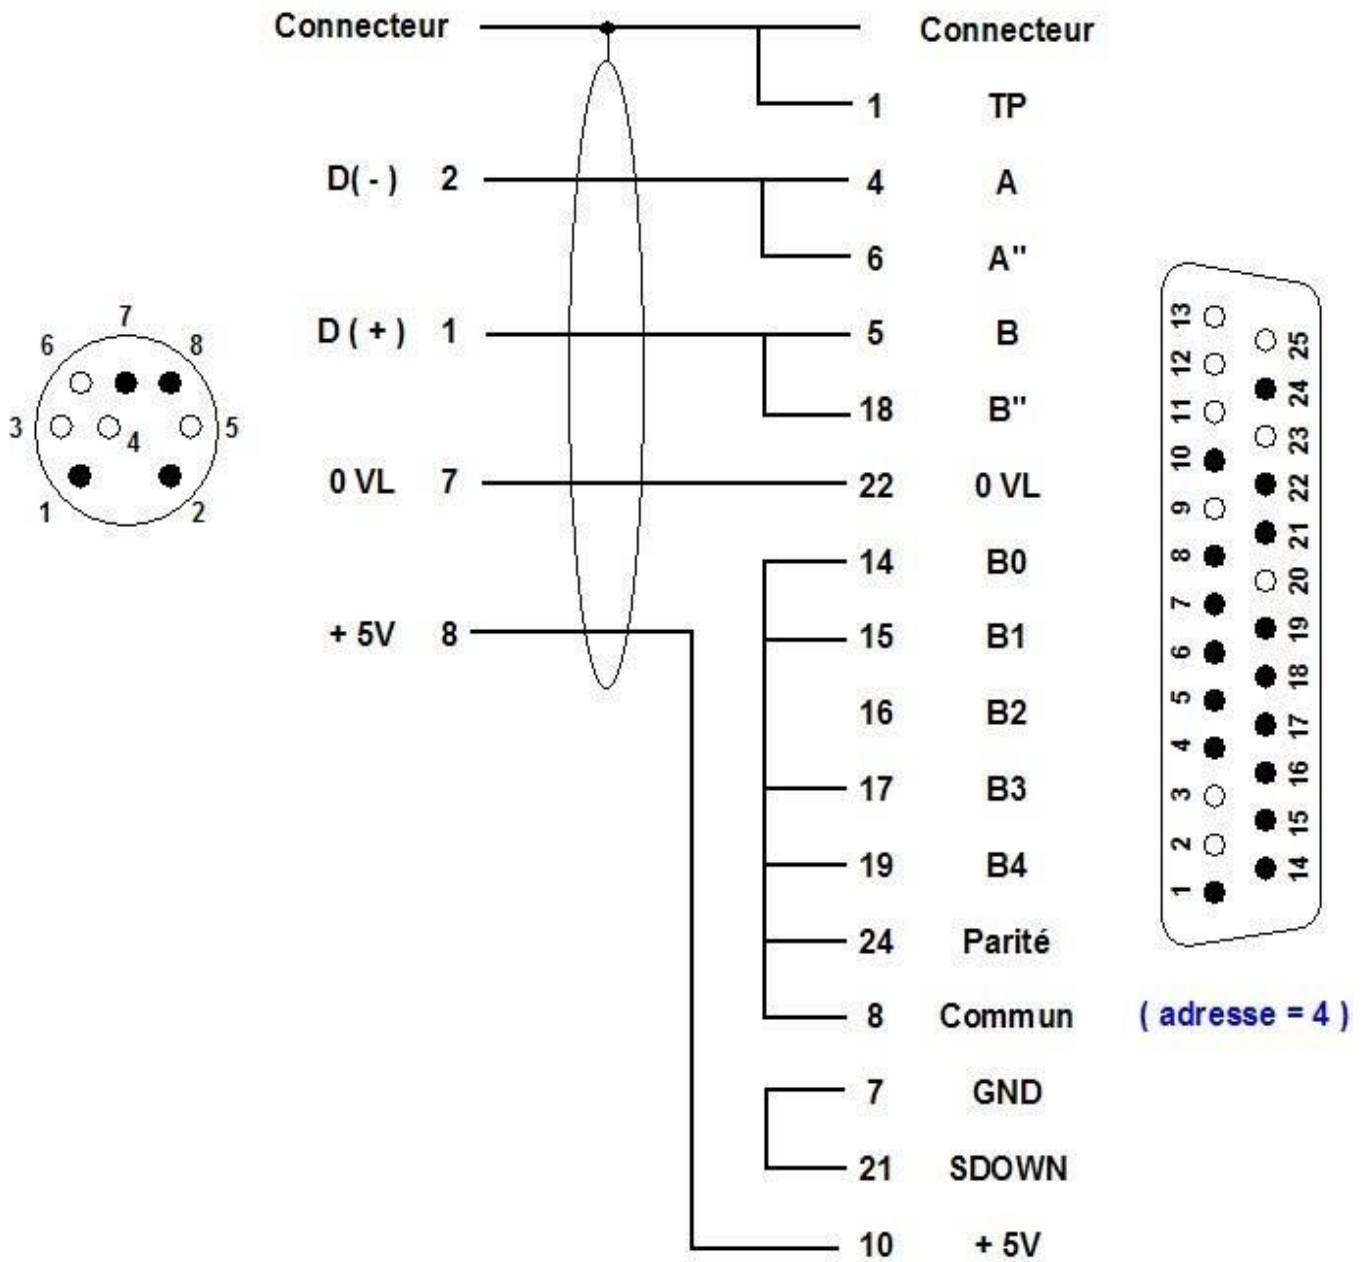 Connecteur Connecteur
1 TP
D( - ) 2 4 A
6 A"
D ( + ) 1 5 B
18 B"
0 VL 7 22 0 VL
14 B0
+ 5V 8 15 B1
16 B2
17 B3
19 B4
24 Parité
8 Commun ( adresse = 4 )
7 GND
21 SDOWN
10 + 5V
7
6 8
3 4 5
1 2
13
12
11
10
9
8
7
6
5
4
3
2
1
25
24
23
22
21
20
19
18
17
16
15
14